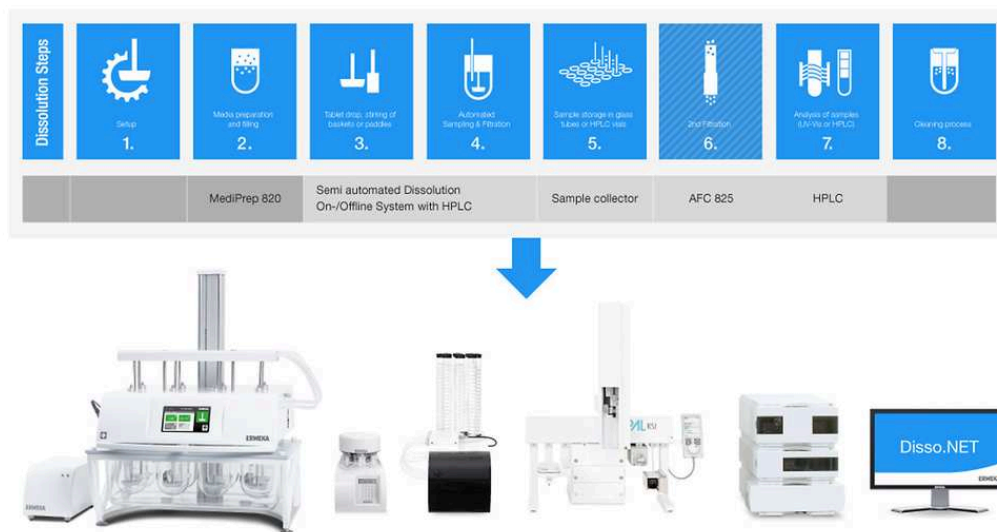 Dissolution Steps
Setup
1.
Media preparation
and filling
2.
Tablet drop, stirring of
baskets or paddles
3.
Automated
Sampling & Filtration
4.
Sample storage in glass
tubes or HPLC vials
5.
2nd Filtration
6.
Analysis of samples
(UV-Vis or HPLC)
7.
Cleaning process
8.
MediPrep 820
Semi automated Dissolution
On-/Offline System with HPLC
Sample collector
AFC 825
HPLC
ERWEKA
PAL RSI
Disso.NET
ERWEKA